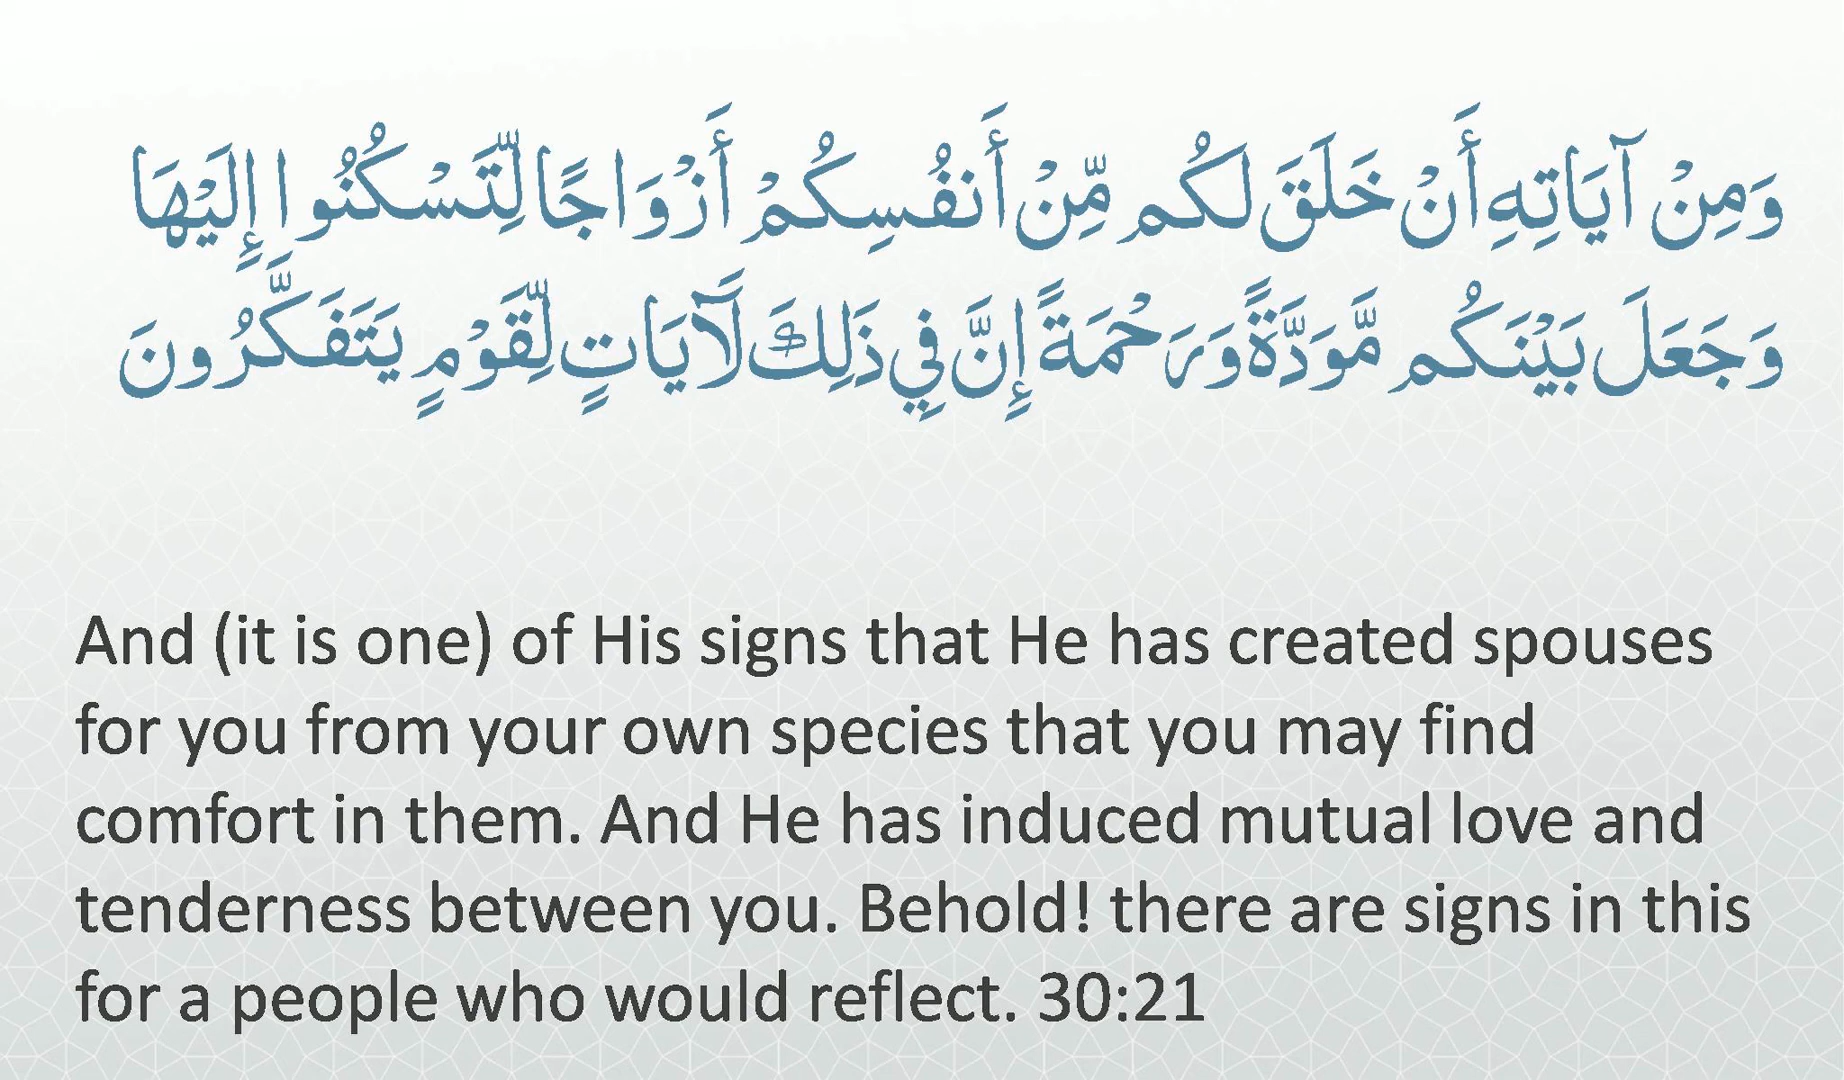 وَمِنْ آيَاتِهِ أَنْ خَلَقَ لَكُم مِّنْ أَنفُسِكُمْ أَزْوَاجًا لِّتَسْكُنُوا إِلَيْهَا
وَجَعَلَ بَيْنَكُم مَّوَدَّةً وَرَحْمَةً إِنَّ فِي ذَلِكَ لَآيَاتٍ لِّقَوْمٍ يَتَفَكَّرُونَ
And (it is one) of His signs that He has created spouses
for you from your own species that you may find
comfort in them. And He has induced mutual love and
tenderness between you. Behold! there are signs in this
for a people who would reflect. 30:21